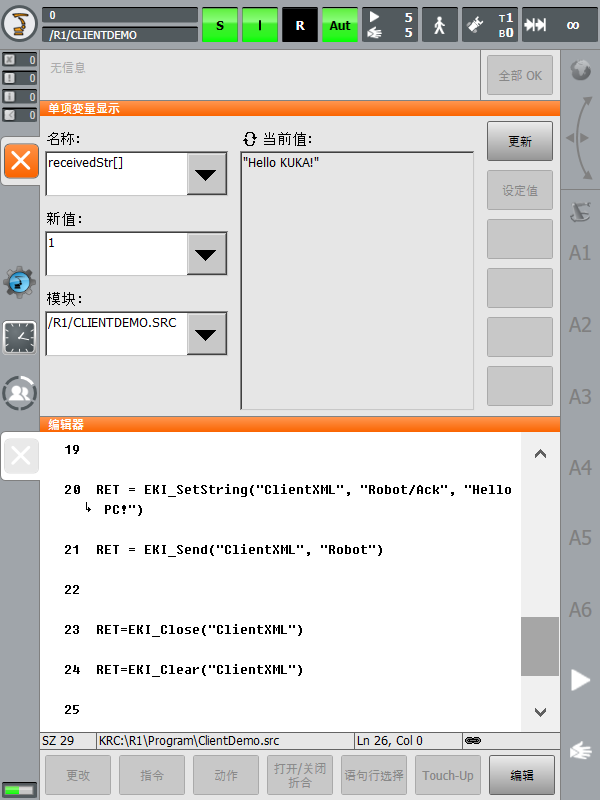 0
/R1/CLIENTDEMO
S
I
R
Aut
5
5
T1
B0
∞
0
0
0
0
无信息
全部 OK
单项变量显示
名称:
receivedStr[]
当前值:
"Hello KUKA!"
更新
设定值
新值:
1
模块:
/R1/CLIENTDEMO.SRC
A1
A2
A3
A4
A5
A6
编辑器
19
20 RET = EKI_SetString("ClientXML", "Robot/Ack", "Hello
PC!")
21 RET = EKI_Send("ClientXML", "Robot")
22
23 RET=EKI_Close("ClientXML")
24 RET=EKI_Clear("ClientXML")
25
SZ 29 KRC:\R1\Program\ClientDemo.src Ln 26, Col 0
更改
指令
动作
打开/关闭
折合
语句行选择
Touch-Up
编辑